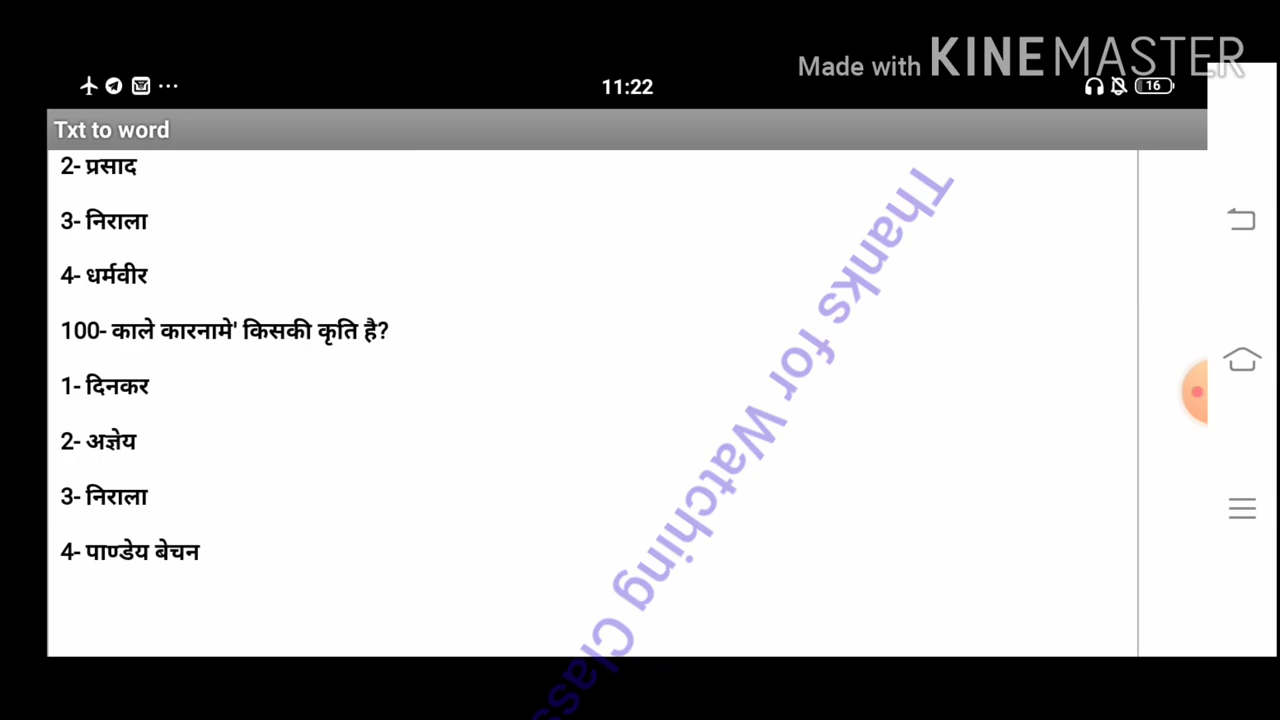 Made with KINEMASTER
11:22
16
Txt to word
2- प्रसाद
3- निराला
4- धर्मवीर
100- काले कारनामे' किसकी कृति है?
1- दिनकर
2- अज्ञेय
3- निराला
4- पाण्डेय बेचन
Thanks for Watching Class